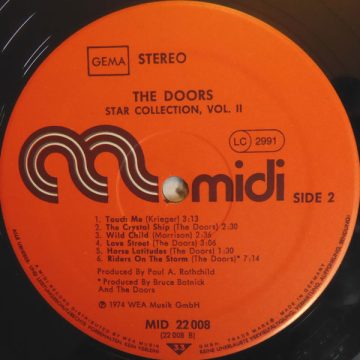 GEMA STEREO
THE DOORS
STAR COLLECTION, VOL. II
LC 2991
midi
SIDE 2
1. Touch Me (Krieger) 3:13
2. The Crystal Ship (The Doors) 2:30
3. Wild Child (Morrison) 2:36
4. Love Street (The Doors) 3:06
5. Horse Latitudes (The Doors) 1:30
6. Riders On The Storm (The Doors)* 7:14
Produced By Paul A. Rothchild
* Produced By Bruce Botnick
And The Doors
℗ 1974 WEA Musik GmbH
MID 22 008
(22 008 B)
33